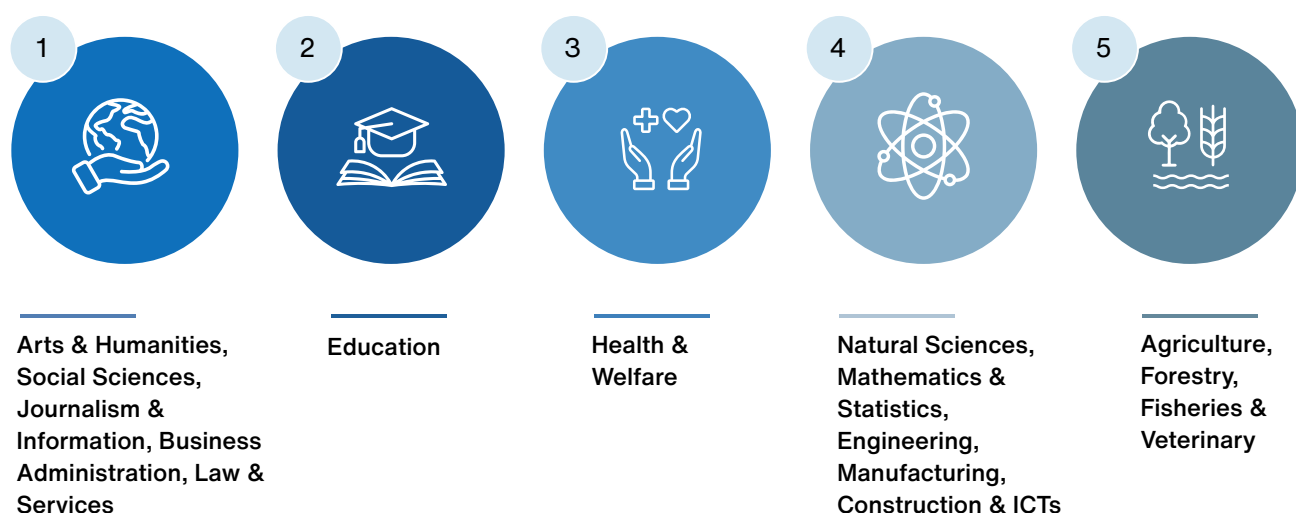 1
2
3
4
5
Arts & Humanities,
Social Sciences,
Journalism &
Information, Business
Administration, Law &
Services
Education
Health &
Welfare
Natural Sciences,
Mathematics &
Statistics,
Engineering,
Manufacturing,
Construction & ICTs
Agriculture,
Forestry,
Fisheries &
Veterinary